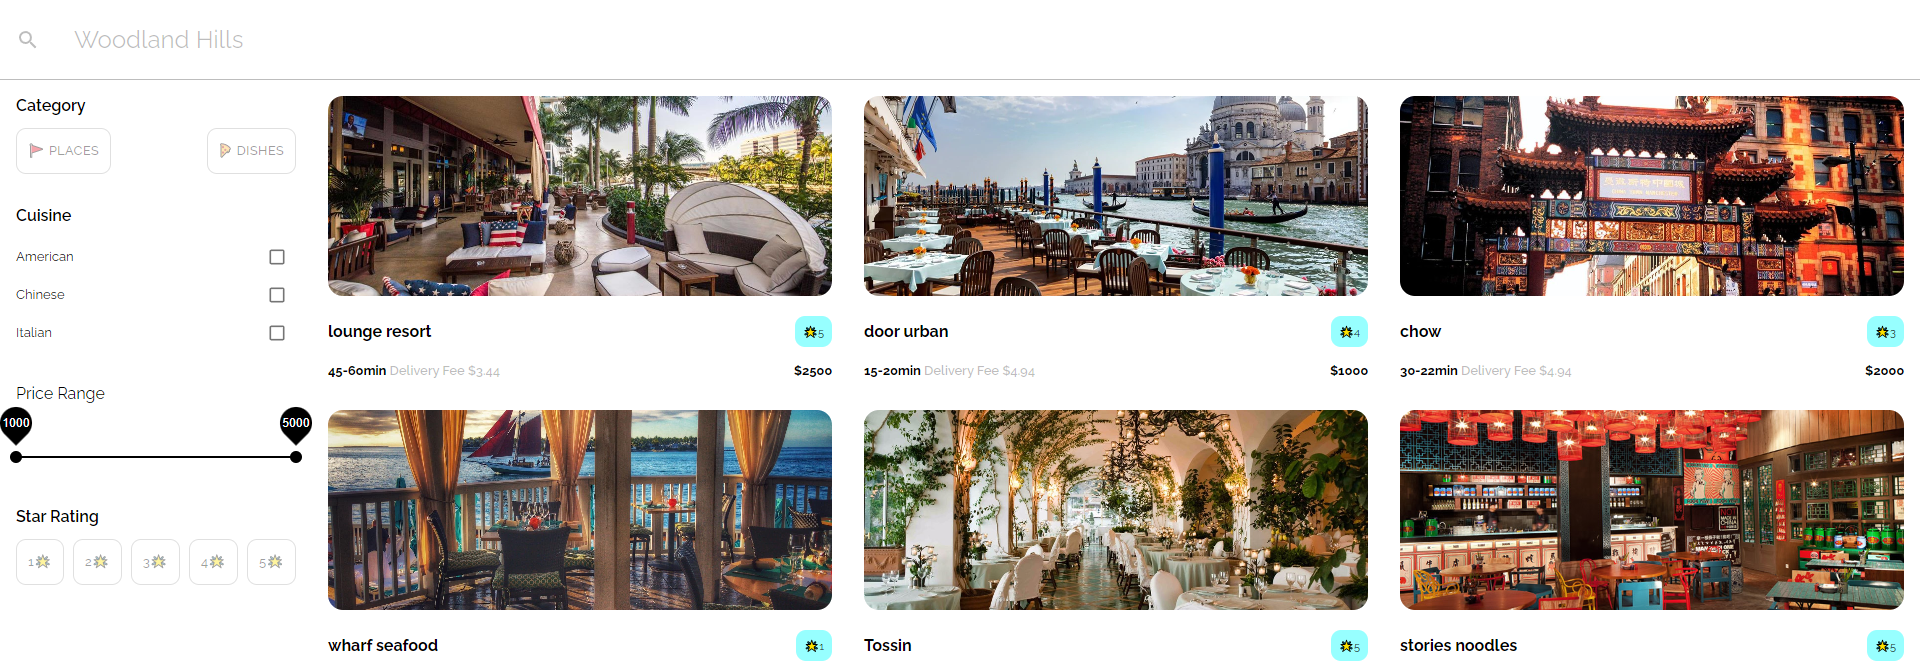 Woodland Hills
Category
PLACES
DISHES
Cuisine
American
Chinese
Italian
Price Range
1000
5000
Star Rating
1
2
3
4
5
lounge resort
5
45-60min Delivery Fee $3.44
$2500
door urban
4
15-20min Delivery Fee $4.94
$1000
chow
3
30-22min Delivery Fee $4.94
$2000
wharf seafood
1
Tossin
5
stories noodles
5